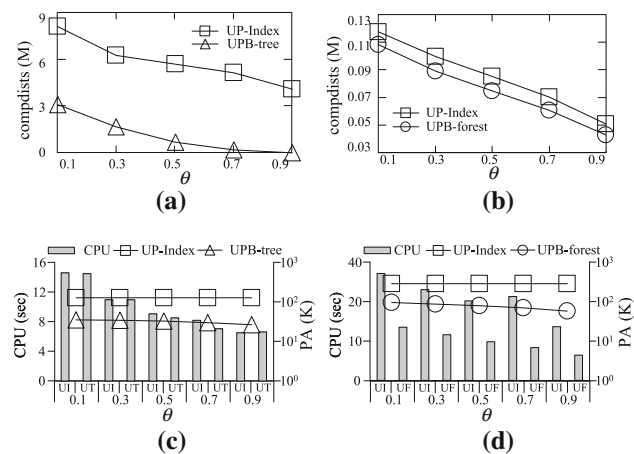 compdists (M)
9
6
3
0
UP-Index
UPB-tree
0.1 0.3 0.5 0.7 0.9
θ
(a)
compdists (M)
0.13
0.11
0.09
0.07
0.05
0.03
UP-Index
UPB-forest
0.1 0.3 0.5 0.7 0.9
θ
(b)
CPU UP-Index UPB-tree
CPU (sec)
16
12
8
4
0
PA (K)
10³
10²
10¹
10⁰
UI UT UI UT UI UT UI UT UI UT
0.1 0.3 0.5 0.7 0.9
θ
(c)
CPU UP-Index UPB-forest
CPU (sec)
40
30
20
10
0
PA (K)
10³
10²
10¹
10⁰
UI UF UI UF UI UF UI UF UI UF
0.1 0.3 0.5 0.7 0.9
θ
(d)